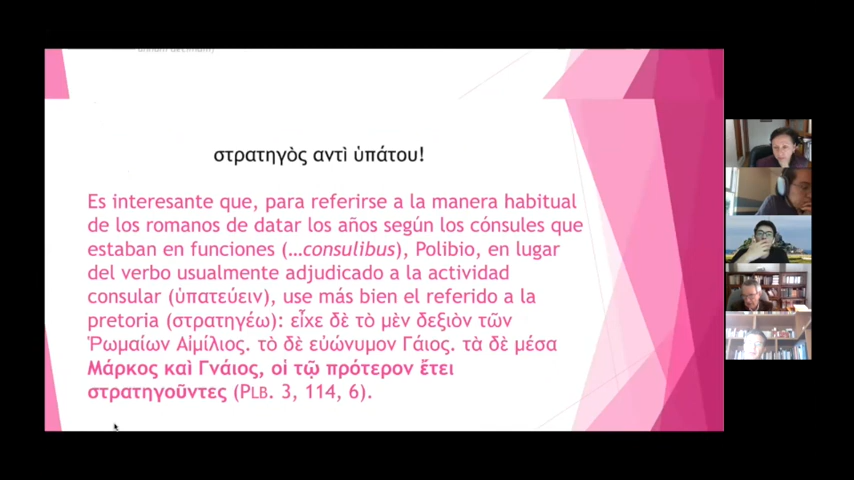 στρατηγὸς αντὶ ὑπάτου!
Es interesante que, para referirse a la manera habitual
de los romanos de datar los años según los cónsules que
estaban en funciones (…consulibus), Polibio, en lugar
del verbo usualmente adjudicado a la actividad
consular (ὑπατεύειν), use más bien el referido a la
pretoria (στρατηγέω): εἶχε δὲ τὸ μὲν δεξιὸν τῶν
Ῥωμαίων Αἰμίλιος. τὸ δὲ εὐώνυμον Γάιος. τὰ δὲ μέσα
Μάρκος καὶ Γνάιος, οἱ τῷ πρότερον ἔτει
στρατηγοῦντες (PLB. 3, 114, 6).